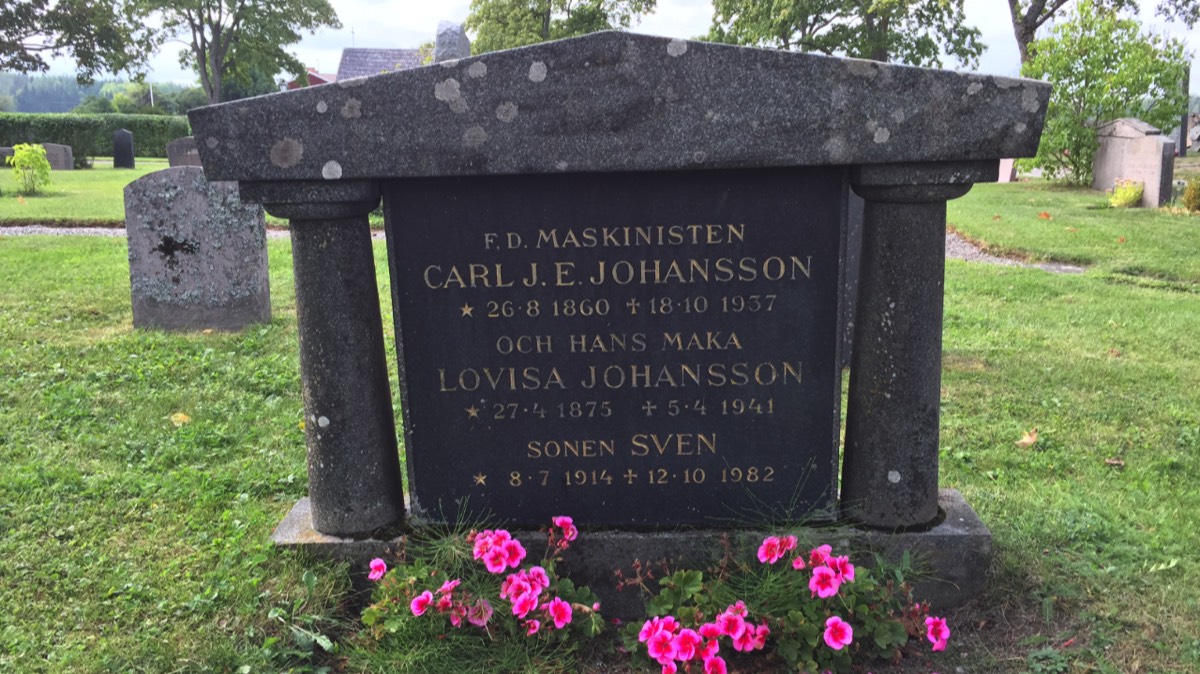 F.D. MASKINISTEN
CARL J. E. JOHANSSON
★ 26·8 1860 ✝ 18·10 1937
OCH HANS MAKA
LOVISA JOHANSSON
★ 27·4 1875 ✝ 5·4 1941
SONEN SVEN
★ 8·7 1914 ✝ 12·10 1982